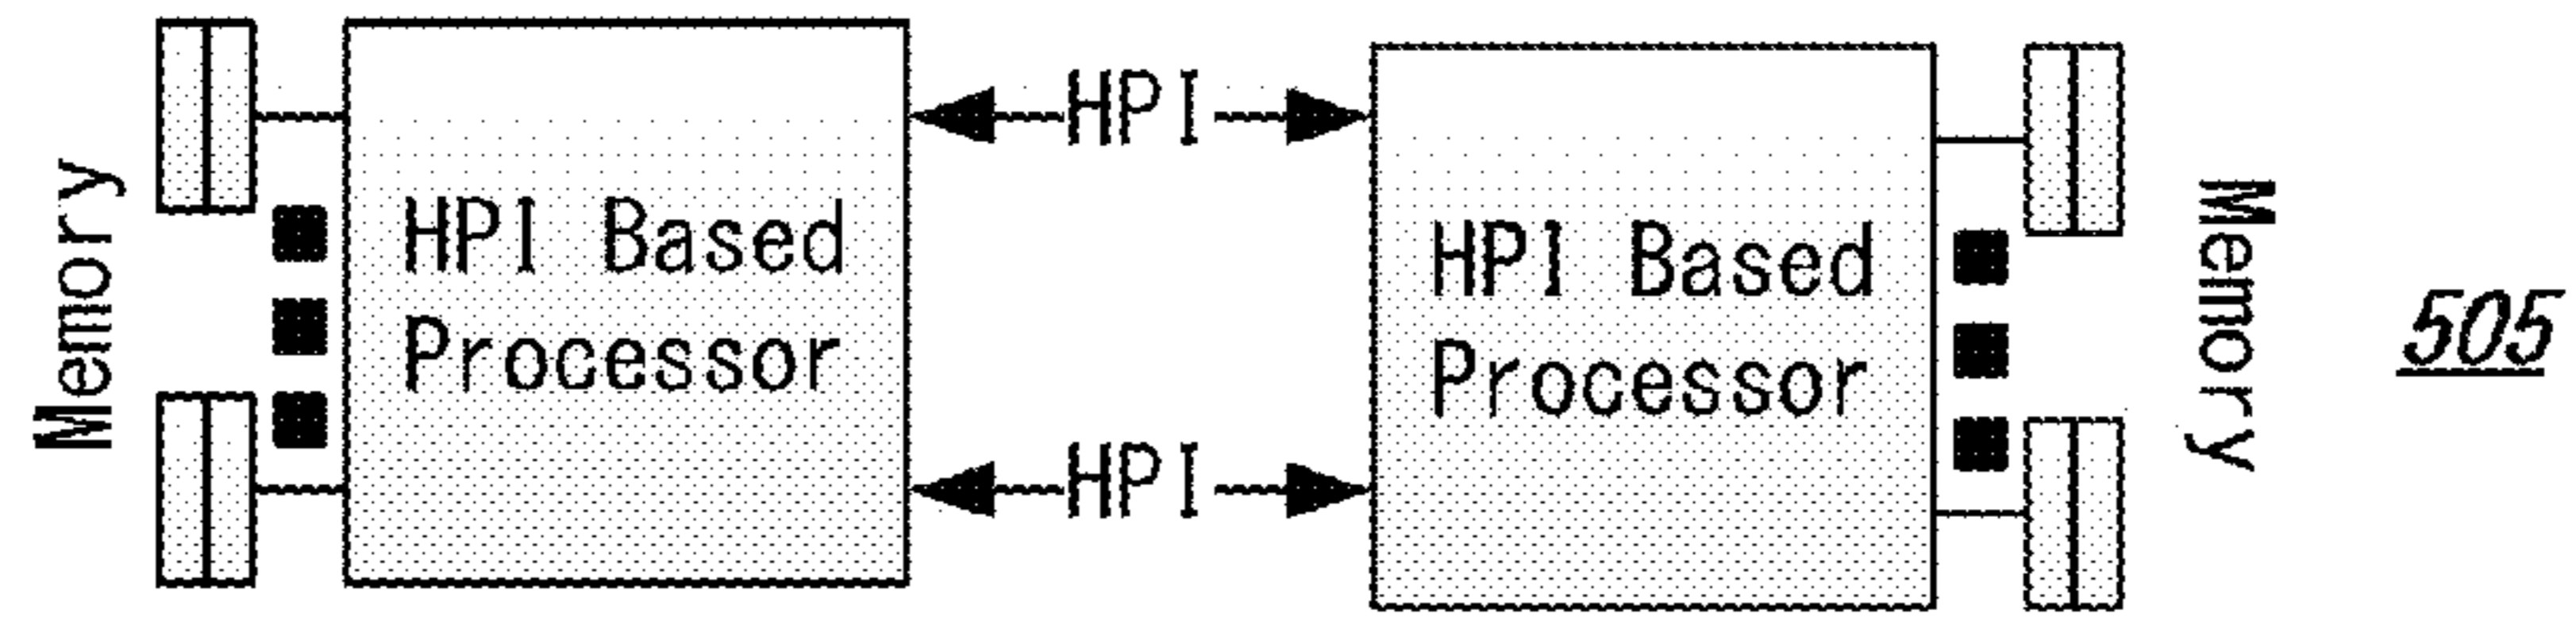 Memory
HPI Based
Processor
HPI
HPI
HPI Based
Processor
Memory
505